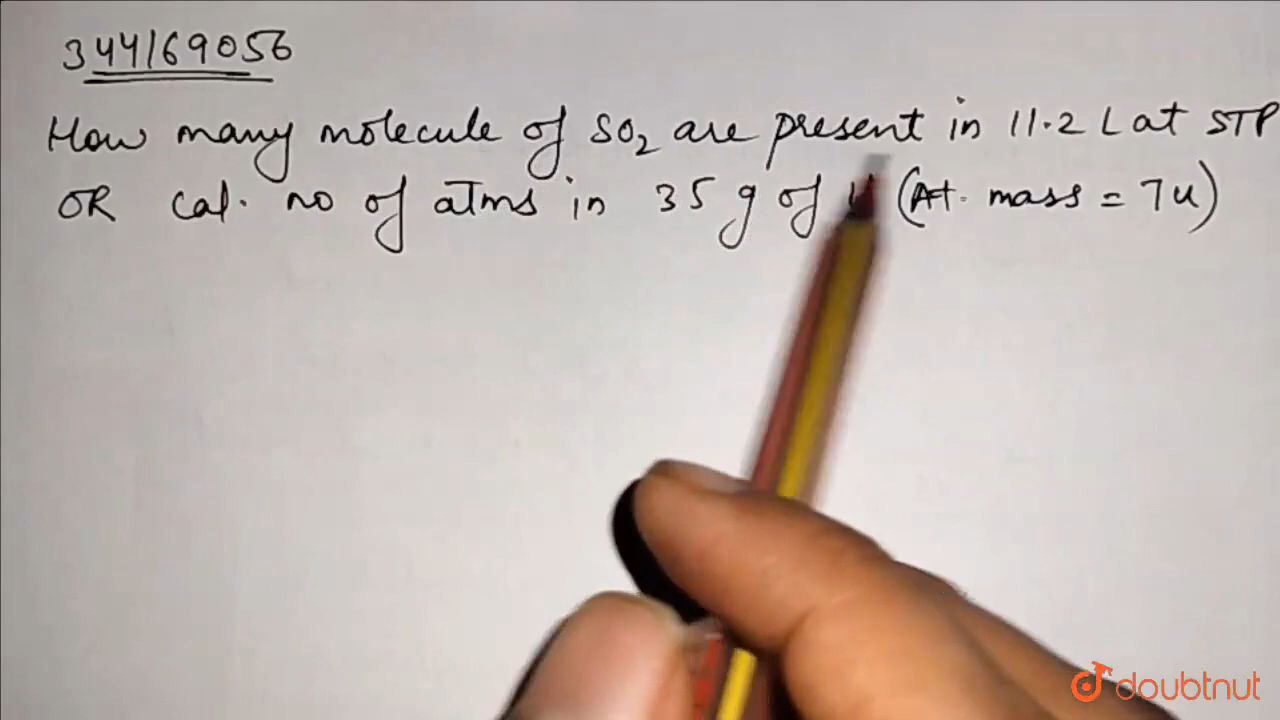 344169056
How many molecule of SO2 are present in 11.2 L at STP
OR cal. no of atms in 35 g of (At. mass = 7u)
doubtnut